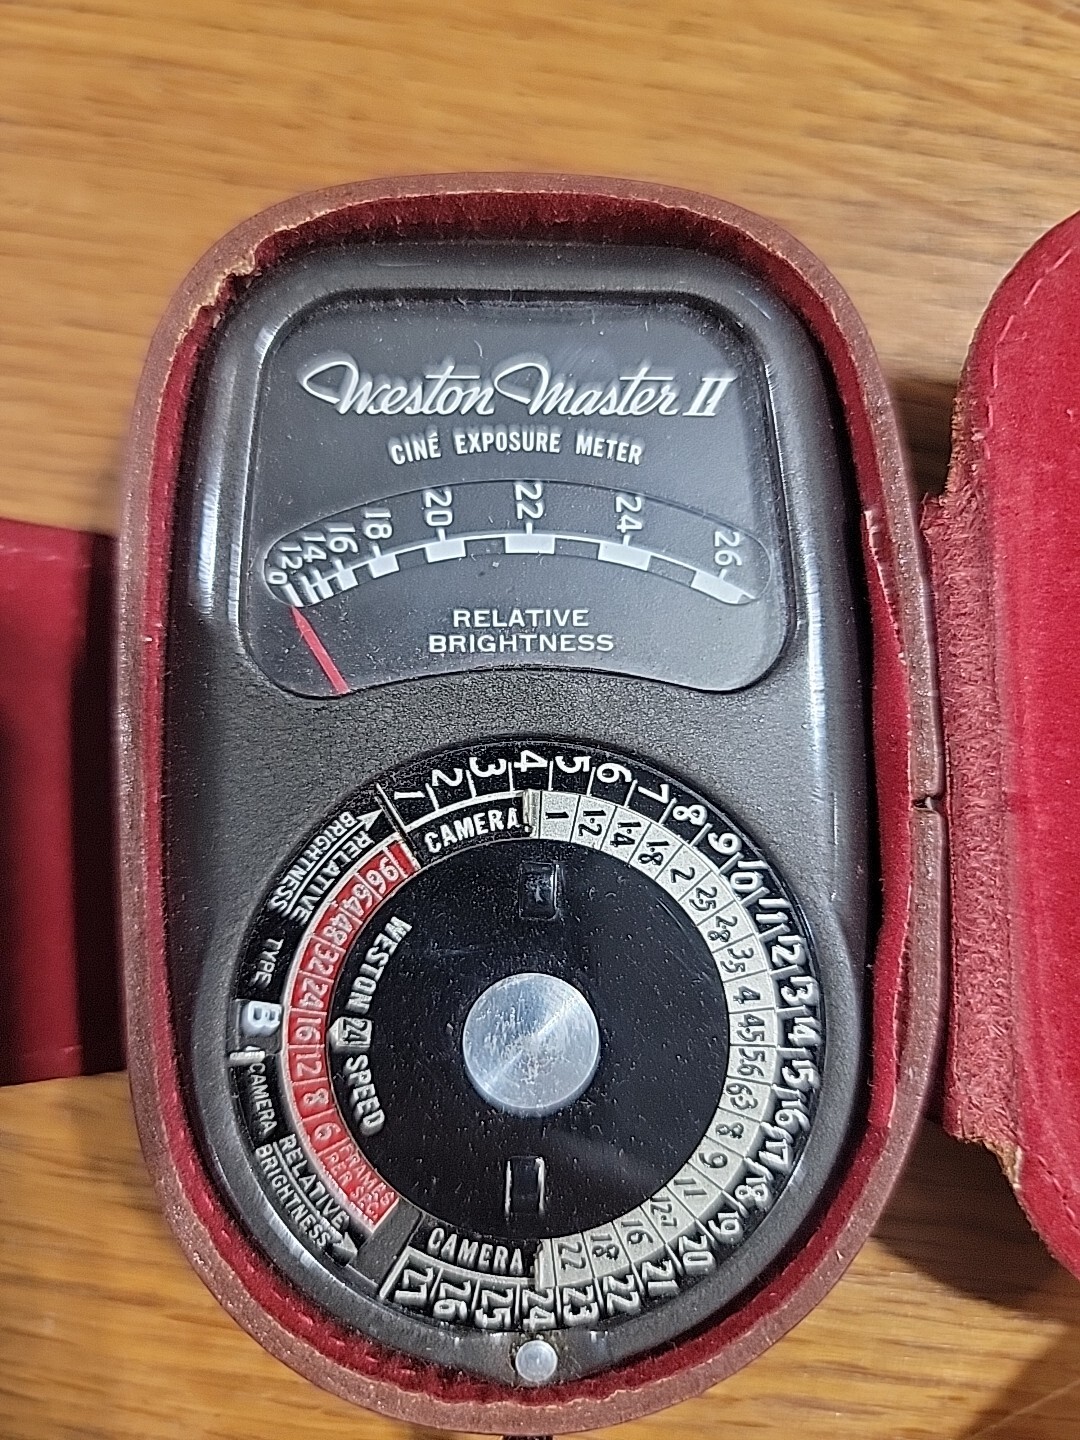 Weston Master II
CINÉ EXPOSURE METER
0 12 14 16 18 20 22 24 26
RELATIVE
BRIGHTNESS
1 2 3 4 5 6 7 8 9 10 11 12 13 14 15 16 17 18 19 20 21 22 23 24 25 26 27
CAMERA
1 1·2 1·4 1·8 2 2·5 2·8 3·5 4 4·5 5·6 6·3 8 9 11 12·7 16 18 22
CAMERA
RELATIVE
BRIGHTNESS
TYPE
B
CAMERA
RELATIVE
BRIGHTNESS
96 64 48 32 24 16 12 8 6 FRAMES
PER SEC.
WESTON 24 SPEED